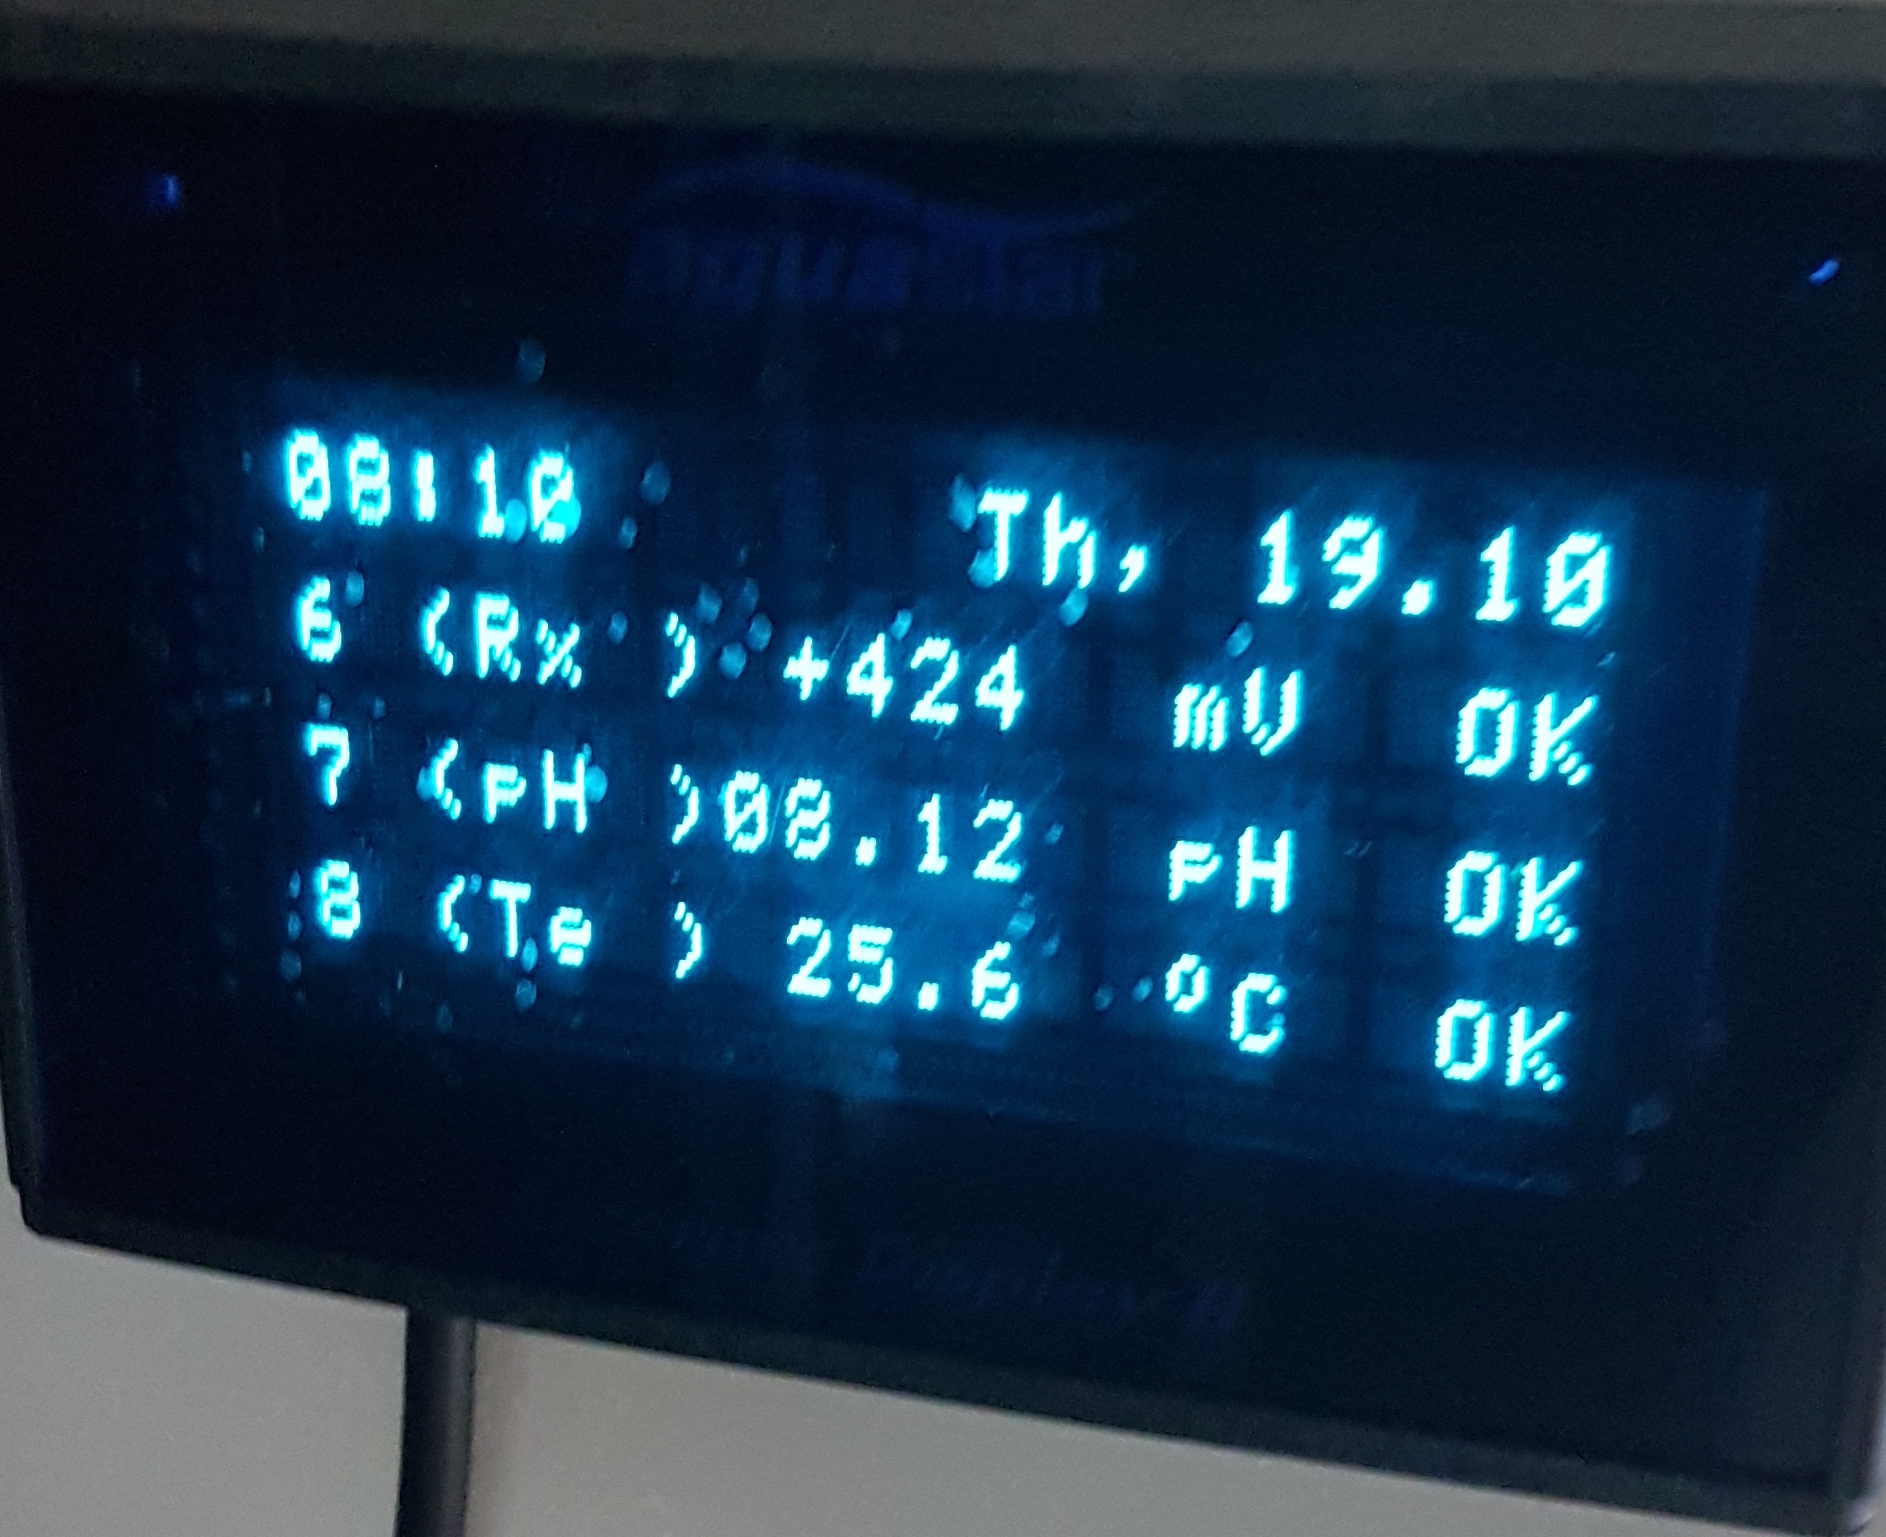 aquastar
08:10 Th, 19.10
6 (Rx ) +424 mV OK
7 (pH )08.12 pH OK
8 (Te ) 25.6 °C OK